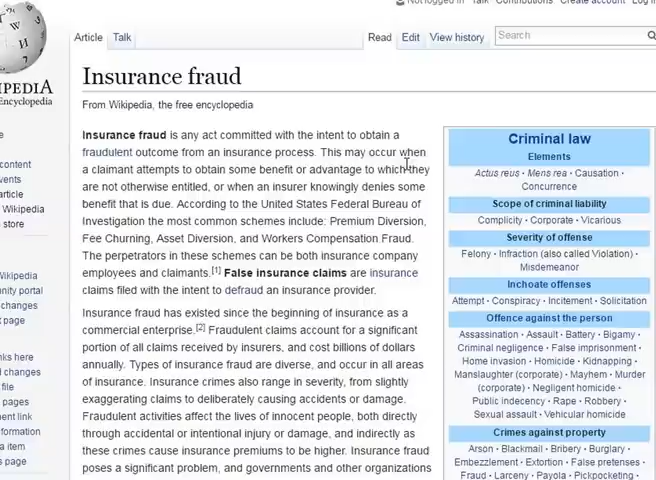 Not logged in Talk Contributions Create account Log in
Article Talk Read Edit View history Search
IPEDIA
Encyclopedia
Insurance fraud
From Wikipedia, the free encyclopedia
Insurance fraud is any act committed with the intent to obtain a
fraudulent outcome from an insurance process. This may occur when
a claimant attempts to obtain some benefit or advantage to which they
are not otherwise entitled, or when an insurer knowingly denies some
benefit that is due. According to the United States Federal Bureau of
Investigation the most common schemes include: Premium Diversion,
Fee Churning, Asset Diversion, and Workers Compensation Fraud.
The perpetrators in these schemes can be both insurance company
employees and claimants.[1] False insurance claims are insurance
claims filed with the intent to defraud an insurance provider.
Insurance fraud has existed since the beginning of insurance as a
commercial enterprise.[2] Fraudulent claims account for a significant
portion of all claims received by insurers, and cost billions of dollars
annually. Types of insurance fraud are diverse, and occur in all areas
of insurance. Insurance crimes also range in severity, from slightly
exaggerating claims to deliberately causing accidents or damage.
Fraudulent activities affect the lives of innocent people, both directly
through accidental or intentional injury or damage, and indirectly as
these crimes cause insurance premiums to be higher. Insurance fraud
poses a significant problem, and governments and other organizations
Criminal law
Elements
Actus reus · Mens rea · Causation ·
Concurrence
Scope of criminal liability
Complicity · Corporate · Vicarious
Severity of offense
Felony · Infraction (also called Violation) ·
Misdemeanor
Inchoate offenses
Attempt · Conspiracy · Incitement · Solicitation
Offence against the person
Assassination · Assault · Battery · Bigamy ·
Criminal negligence · False imprisonment ·
Home invasion · Homicide · Kidnapping ·
Manslaughter (corporate) · Mayhem · Murder
(corporate) · Negligent homicide ·
Public indecency · Rape · Robbery ·
Sexual assault · Vehicular homicide
Crimes against property
Arson · Blackmail · Bribery · Burglary ·
Embezzlement · Extortion · False pretenses ·
Fraud · Larceny · Payola · Pickpocketing ·
content
vents
article
Wikipedia
store
ikipedia
nity portal
changes
page
nks here
changes
file
pages
ent link
formation
a item
s page